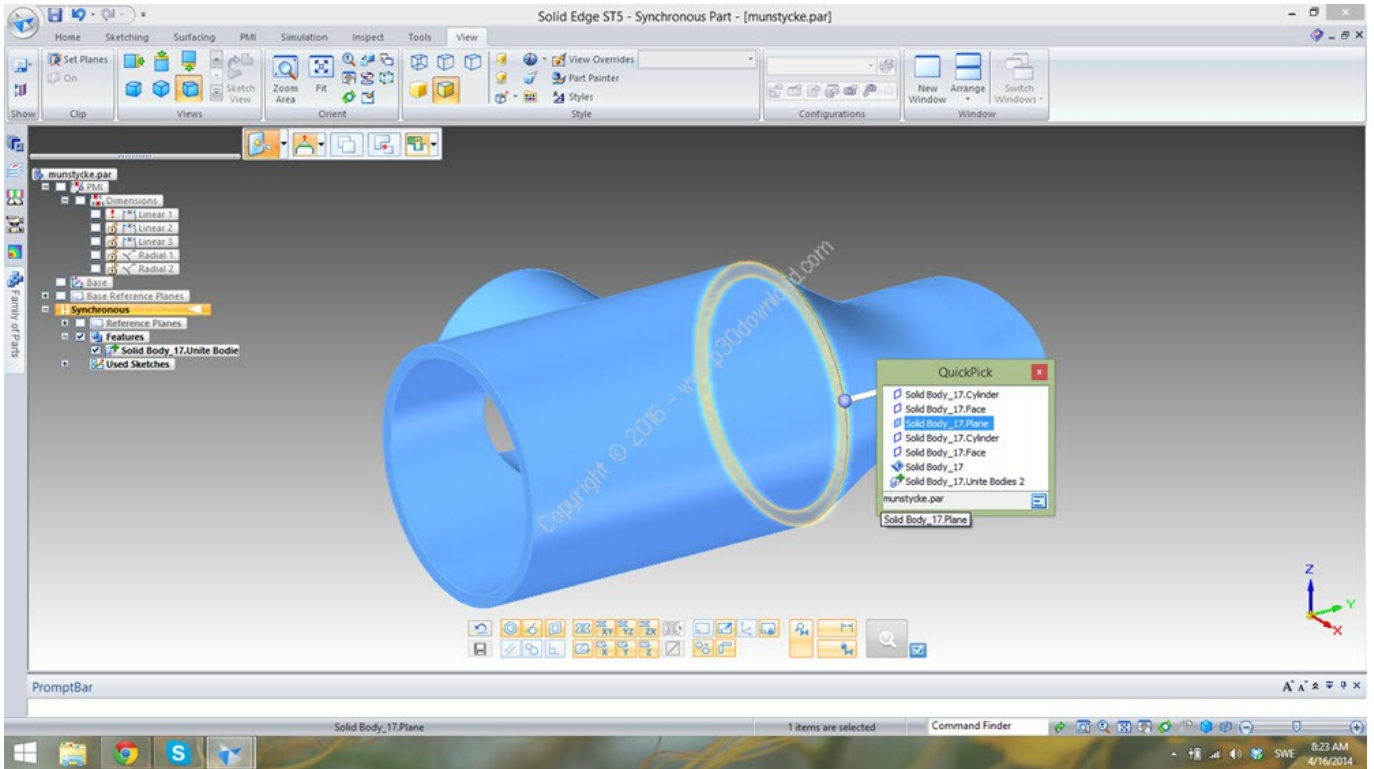 Solid Edge ST5 - Synchronous Part - [munstycke.par]
Home Sketching Surfacing PMI Simulation Inspect Tools View
Set Planes
On
Sketch View
Zoom Area
Fit
View Overrides
Part Painter
Styles
New Window
Arrange
Switch Windows
Show Clip Views Orient Style Configurations Window
munstycke.par
PMI
Dimensions
Linear 1
Linear 2
Linear 3
Radial 1
Radial 2
Base
Base Reference Planes
Synchronous
Reference Planes
Features
Solid Body_17.Unite Bodie
Used Sketches
Family of Parts
Copyright © 2016 - www.p30download.com
QuickPick
Solid Body_17.Cylinder
Solid Body_17.Face
Solid Body_17.Plane
Solid Body_17.Cylinder
Solid Body_17.Face
Solid Body_17
Solid Body_17.Unite Bodies 2
munstycke.par
Solid Body_17.Plane
Z
Y
X
XY YZ ZX
X Y Z
PromptBar
Solid Body_17.Plane
1 items are selected
Command Finder
SWE
8:23 AM
4/16/2014